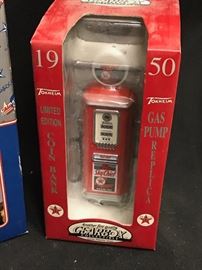 19 50
TOKHEIM
LIMITED
EDITION
COIN BANK
TOKHEIM
GAS
PUMP
REPLICA
Sky Chief
GEARBOX